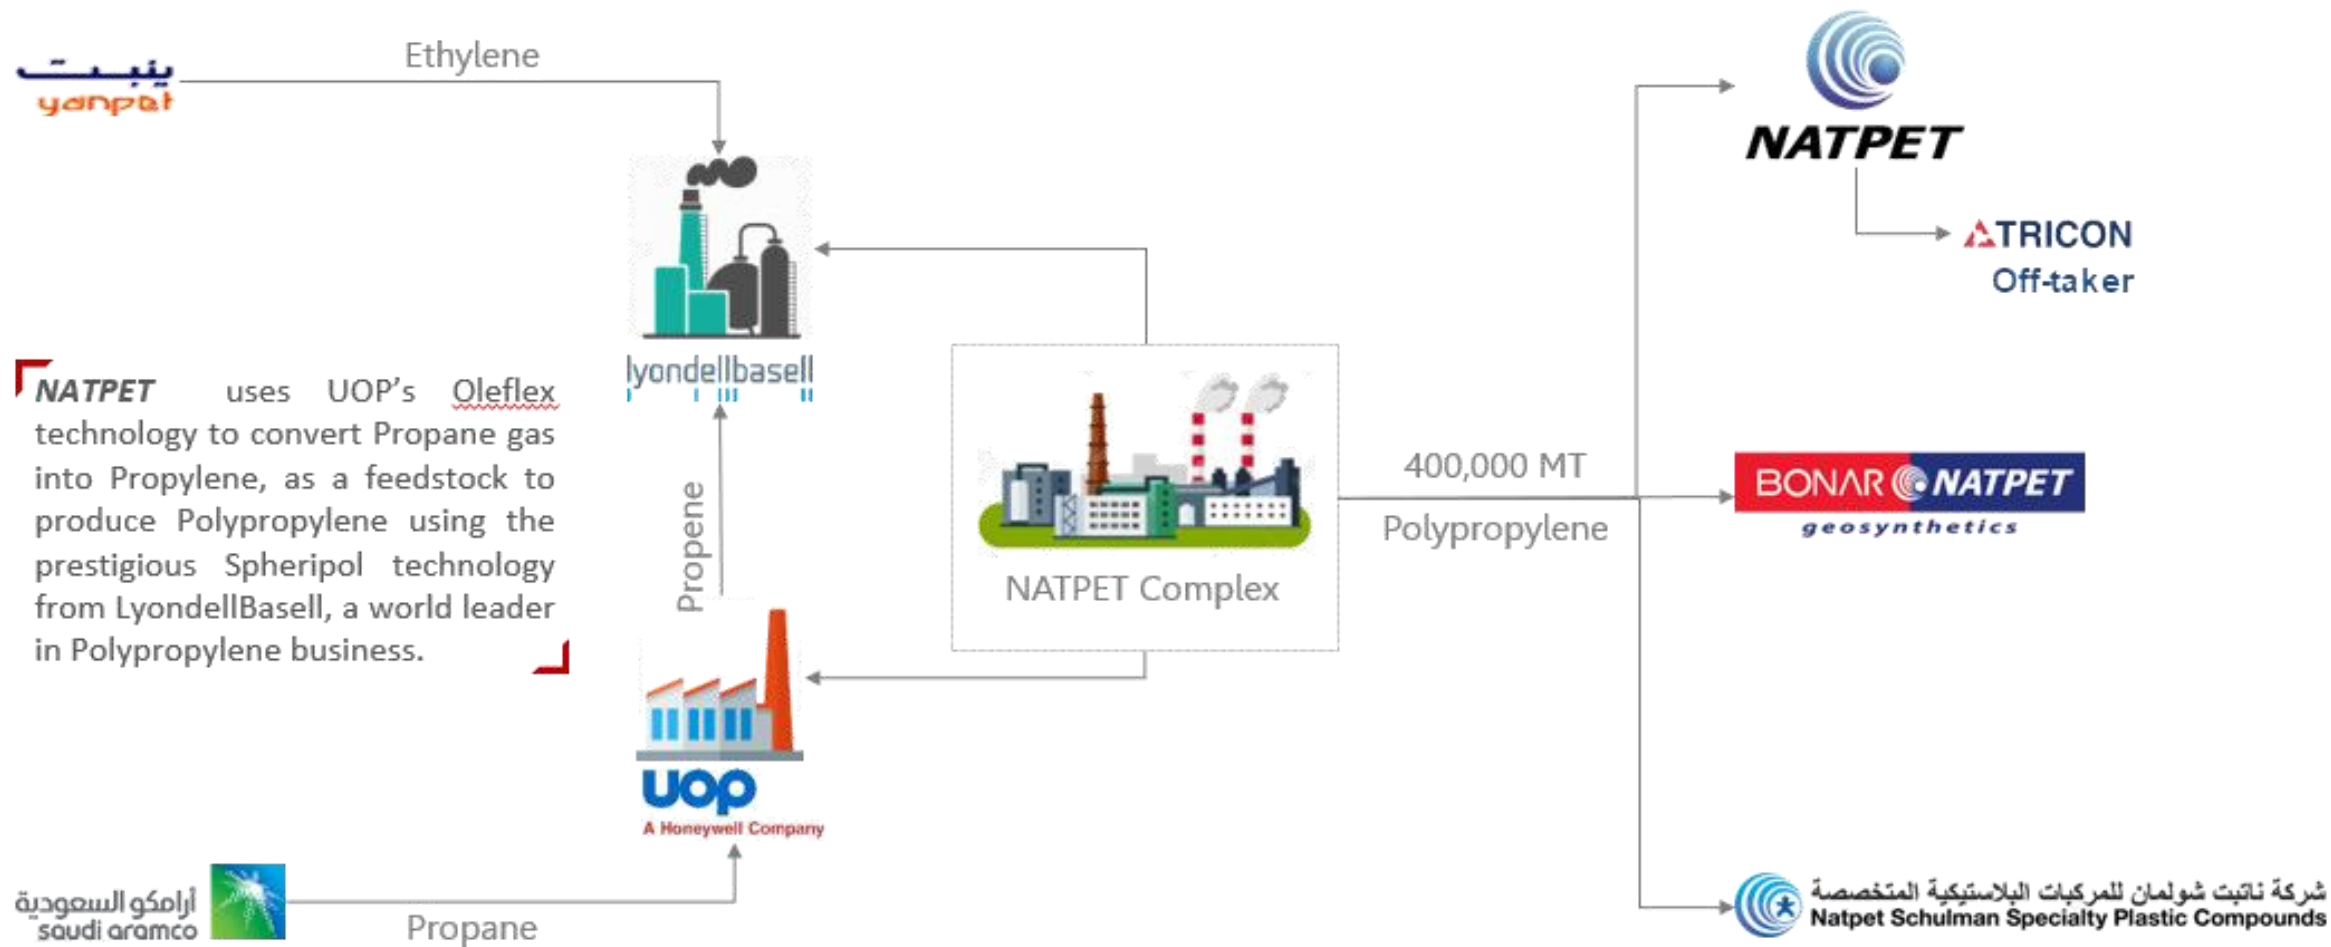 ينبت
yanpet
Ethylene
NATPET
TRICON
Off-taker
lyondellbasell
NATPET uses UOP's Oleflex
technology to convert Propane gas
into Propylene, as a feedstock to
produce Polypropylene using the
prestigious Spheripol technology
from LyondellBasell, a world leader
in Polypropylene business.
Propene
NATPET Complex
400,000 MT
Polypropylene
BONAR NATPET
geosynthetics
uop
A Honeywell Company
أرامكو السعودية
saudi aramco
Propane
شركة ناتبت شولمان للمركبات البلاستيكية المتخصصة
Natpet Schulman Specialty Plastic Compounds